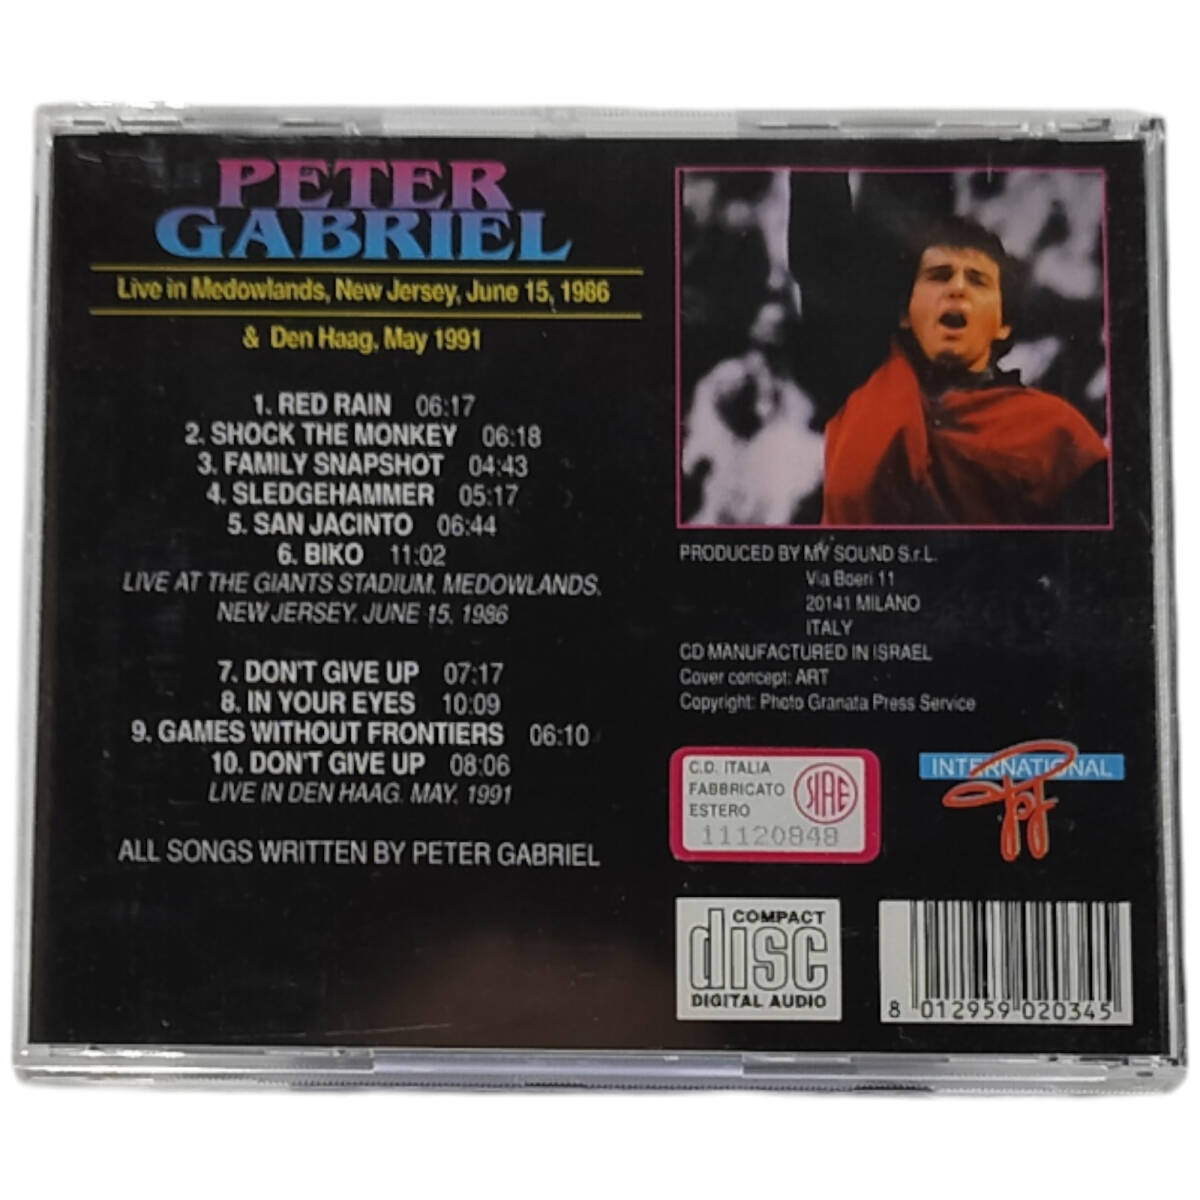 PETER
GABRIEL
Live in Medowlands, New Jersey, June 15, 1986
& Den Haag, May 1991
1. RED RAIN 06:17
2. SHOCK THE MONKEY 06:18
3. FAMILY SNAPSHOT 04:43
4. SLEDGEHAMMER 05:17
5. SAN JACINTO 06:44
6. BIKO 11:02
LIVE AT THE GIANTS STADIUM, MEDOWLANDS,
NEW JERSEY. JUNE 15. 1986
7. DON'T GIVE UP 07:17
8. IN YOUR EYES 10:09
9. GAMES WITHOUT FRONTIERS 06:10
10. DON'T GIVE UP 08:06
LIVE IN DEN HAAG. MAY. 1991
ALL SONGS WRITTEN BY PETER GABRIEL
PRODUCED BY MY SOUND S.r.L.
Via Boeri 11
20141 MILANO
ITALY
CD MANUFACTURED IN ISRAEL
Cover concept: ART
Copyright: Photo Granata Press Service
C.D. ITALIA
FABBRICATO
ESTERO
SIAE
11120848
INTERNATIONAL
COMPACT
disc
DIGITAL AUDIO
8 012959 020345